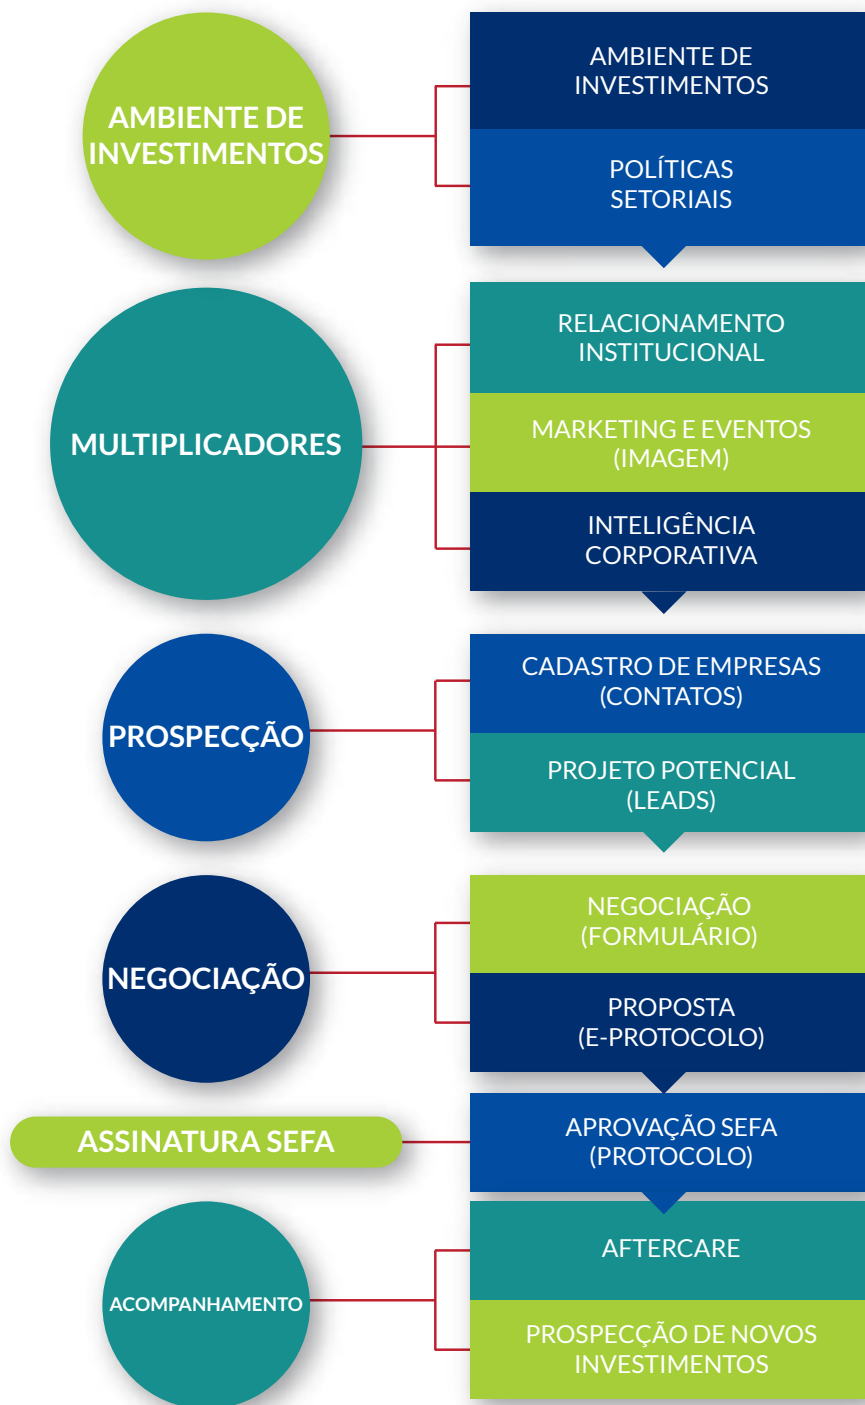 AMBIENTE DE
INVESTIMENTOS
AMBIENTE DE
INVESTIMENTOS
POLÍTICAS
SETORIAIS
MULTIPLICADORES
RELACIONAMENTO
INSTITUCIONAL
MARKETING E EVENTOS
(IMAGEM)
INTELIGÊNCIA
CORPORATIVA
PROSPECÇÃO
CADASTRO DE EMPRESAS
(CONTATOS)
PROJETO POTENCIAL
(LEADS)
NEGOCIAÇÃO
NEGOCIAÇÃO
(FORMULÁRIO)
PROPOSTA
(E-PROTOCOLO)
ASSINATURA SEFA
APROVAÇÃO SEFA
(PROTOCOLO)
ACOMPANHAMENTO
AFTERCARE
PROSPECÇÃO DE NOVOS
INVESTIMENTOS